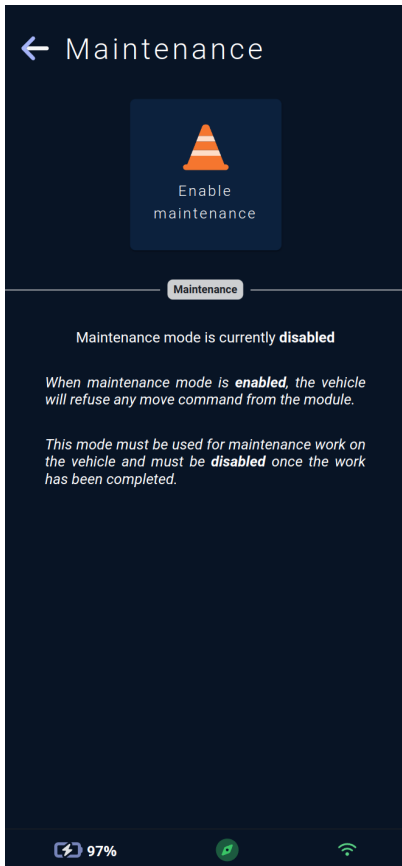 Maintenance
Enable
maintenance
Maintenance
Maintenance mode is currently disabled
When maintenance mode is enabled, the vehicle
will refuse any move command from the module.
This mode must be used for maintenance work on
the vehicle and must be disabled once the work
has been completed.
97%